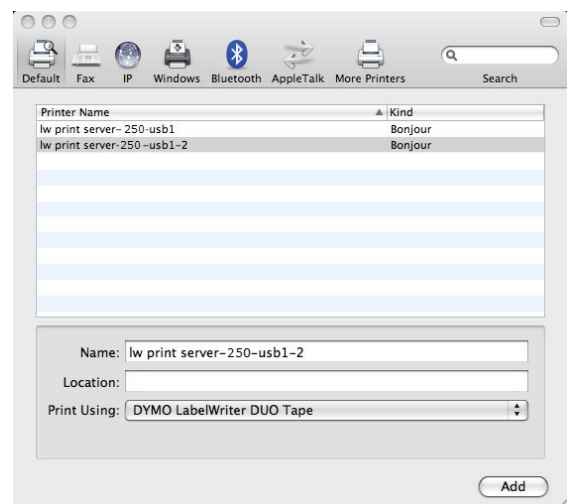 Default Fax IP Windows Bluetooth AppleTalk More Printers Search
Printer Name Kind
lw print server-250-usb1 Bonjour
lw print server-250-usb1-2 Bonjour
Name: lw print server-250-usb1-2
Location:
Print Using: DYMO LabelWriter DUO Tape
Add